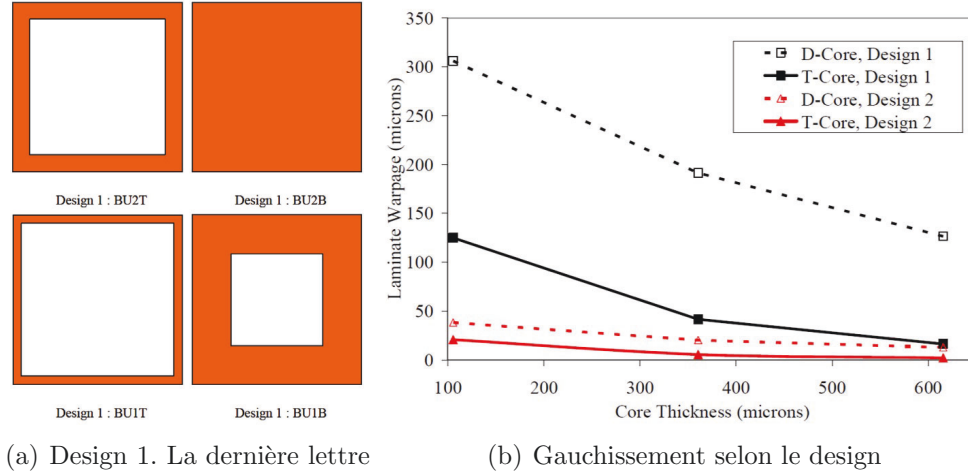 Design 1 : BU2T
Design 1 : BU2B
Design 1 : BU1T
Design 1 : BU1B
(a) Design 1. La dernière lettre
350
300
250
200
150
100
50
0
Laminate Warpage (microns)
D-Core, Design 1
T-Core, Design 1
D-Core, Design 2
T-Core, Design 2
100 200 300 400 500 600
Core Thickness (microns)
(b) Gauchissement selon le design